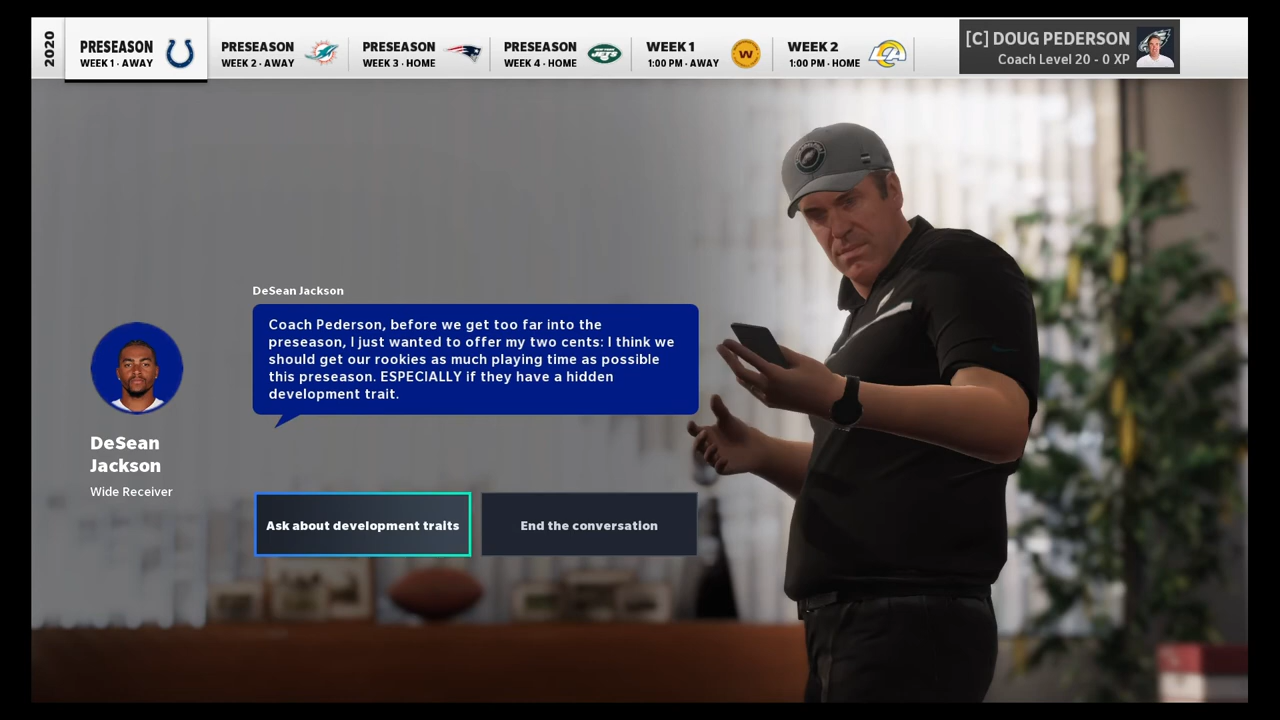 2020
PRESEASON
WEEK 1 · AWAY
PRESEASON
WEEK 2 · AWAY
PRESEASON
WEEK 3 · HOME
PRESEASON
WEEK 4 · HOME
JETS
WEEK 1
1:00 PM · AWAY
W
WEEK 2
1:00 PM · HOME
[C] DOUG PEDERSON
Coach Level 20 - 0 XP
DeSean Jackson
Coach Pederson, before we get too far into the
preseason, I just wanted to offer my two cents: I think we
should get our rookies as much playing time as possible
this preseason. ESPECIALLY if they have a hidden
development trait.
DeSean
Jackson
Wide Receiver
Ask about development traits
End the conversation